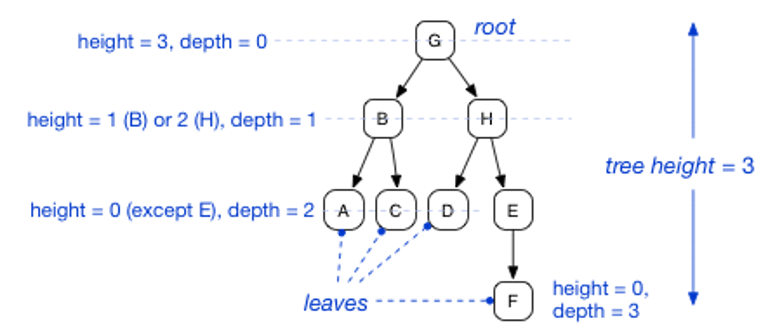 root
height = 3, depth = 0
G
height = 1 (B) or 2 (H), depth = 1
B
H
tree height = 3
height = 0 (except E), depth = 2
A
C
D
E
leaves
F
height = 0,
depth = 3